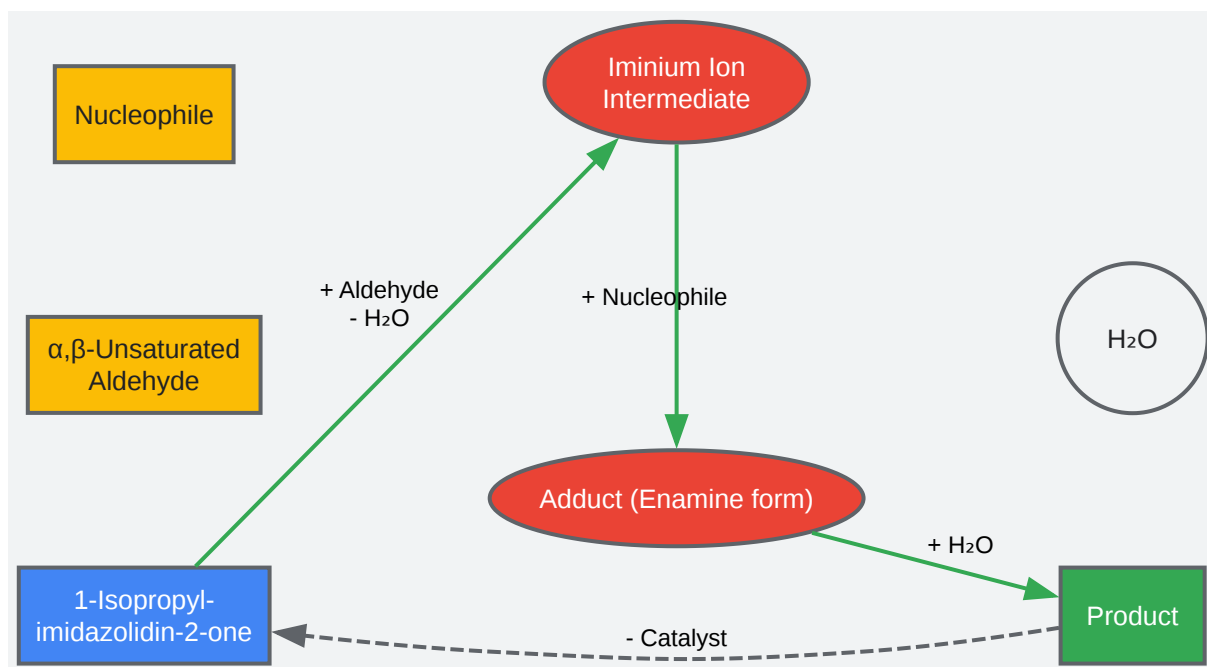 Iminium Ion
Intermediate
Nucleophile
+ Aldehyde
- H₂O
+ Nucleophile
α,β-Unsaturated
Aldehyde
H₂O
Adduct (Enamine form)
+ H₂O
1-Isopropyl-
imidazolidin-2-one
- Catalyst
Product